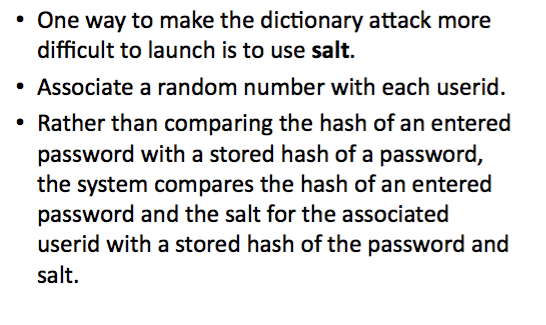 • One way to make the dictionary attack more
difficult to launch is to use salt.
• Associate a random number with each userid.
• Rather than comparing the hash of an entered
password with a stored hash of a password,
the system compares the hash of an entered
password and the salt for the associated
userid with a stored hash of the password and
salt.